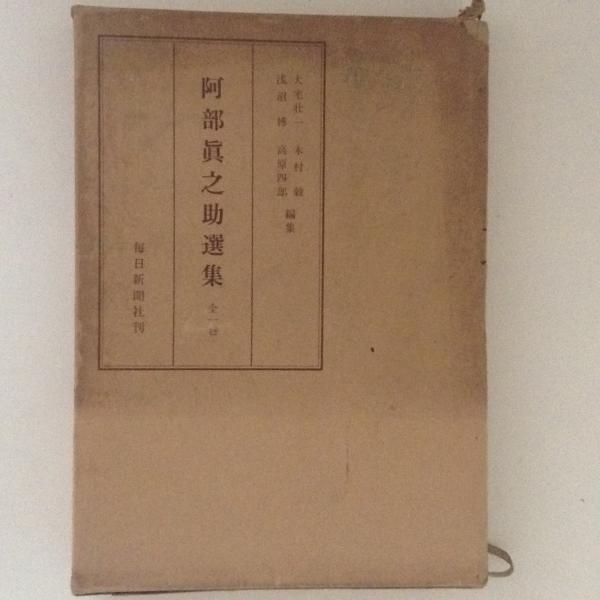 大宅壮一　木村　毅
浅沼　博　高原四郎　編集
阿部眞之助選集　全一巻
毎日新聞社刊